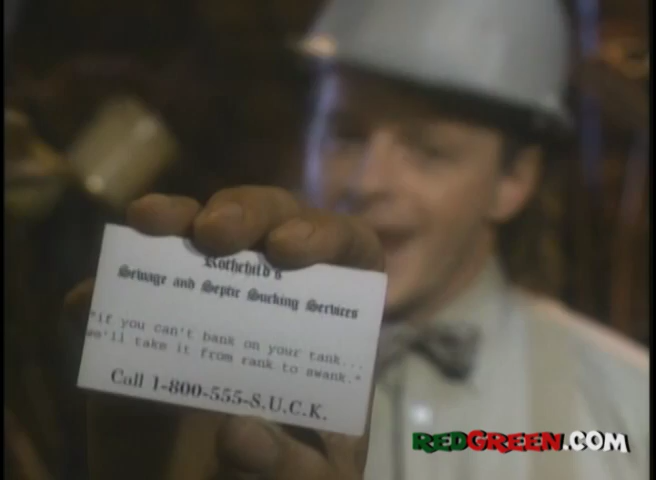 Rothchild's
Sewage and Septic Sucking Services
"if you can't bank on your tank...
we'll take it from rank to swank."
Call 1-800-555-S.U.C.K.
REDGREEN.COM